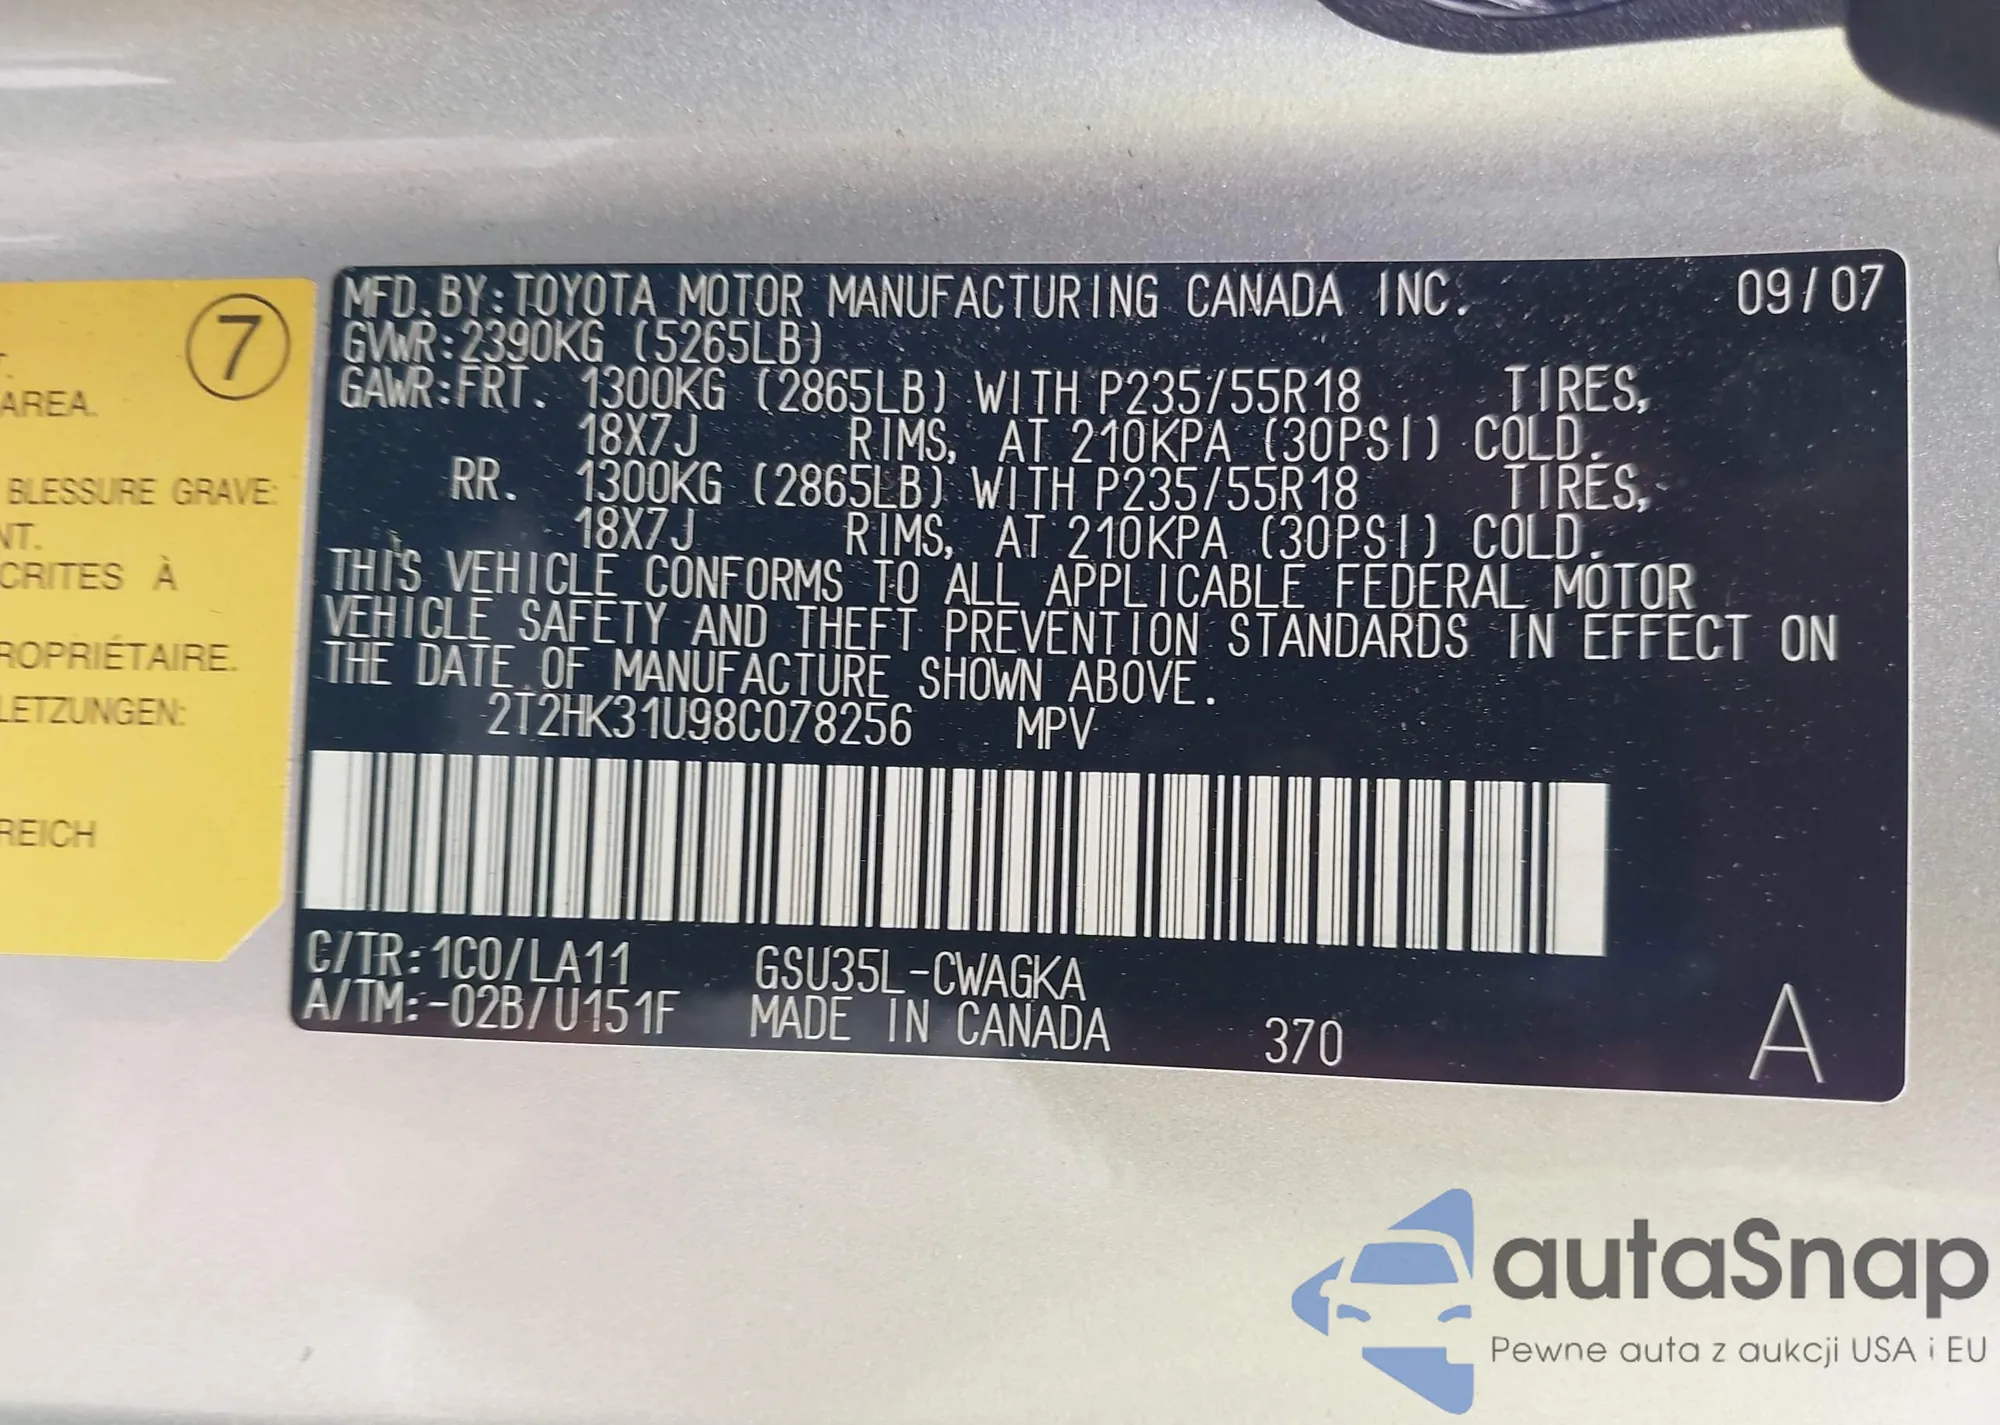 7
T.
AREA.
BLESSURE GRAVE:
NT.
CRITES À
ROPRIÉTAIRE.
LETZUNGEN:
REICH
MFD. BY: TOYOTA MOTOR MANUFACTURING CANADA INC. 09/07
GVWR: 2390KG (5265LB)
GAWR: FRT. 1300KG (2865LB) WITH P235/55R18 TIRES,
18X7J RIMS, AT 210KPA (30PSI) COLD.
RR. 1300KG (2865LB) WITH P235/55R18 TIRES,
18X7J RIMS, AT 210KPA (30PSI) COLD.
THIS VEHICLE CONFORMS TO ALL APPLICABLE FEDERAL MOTOR
VEHICLE SAFETY AND THEFT PREVENTION STANDARDS IN EFFECT ON
THE DATE OF MANUFACTURE SHOWN ABOVE.
2T2HK31U98C078256 MPV
C/TR: 1C0/LA11 GSU35L-CWAGKA
A/TM: -02B/U151F MADE IN CANADA 370 A
autaSnap
Pewne auta z aukcji USA i EU